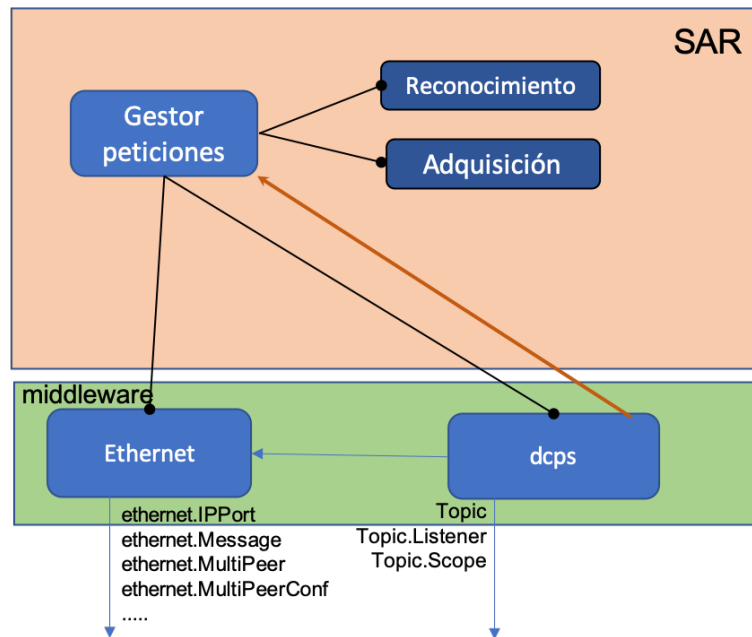 SAR
Reconocimiento
Gestor
peticiones
Adquisición
middleware
Ethernet
dcps
ethernet.IPPort
ethernet.Message
ethernet.MultiPeer
ethernet.MultiPeerConf
.....
Topic
Topic.Listener
Topic.Scope